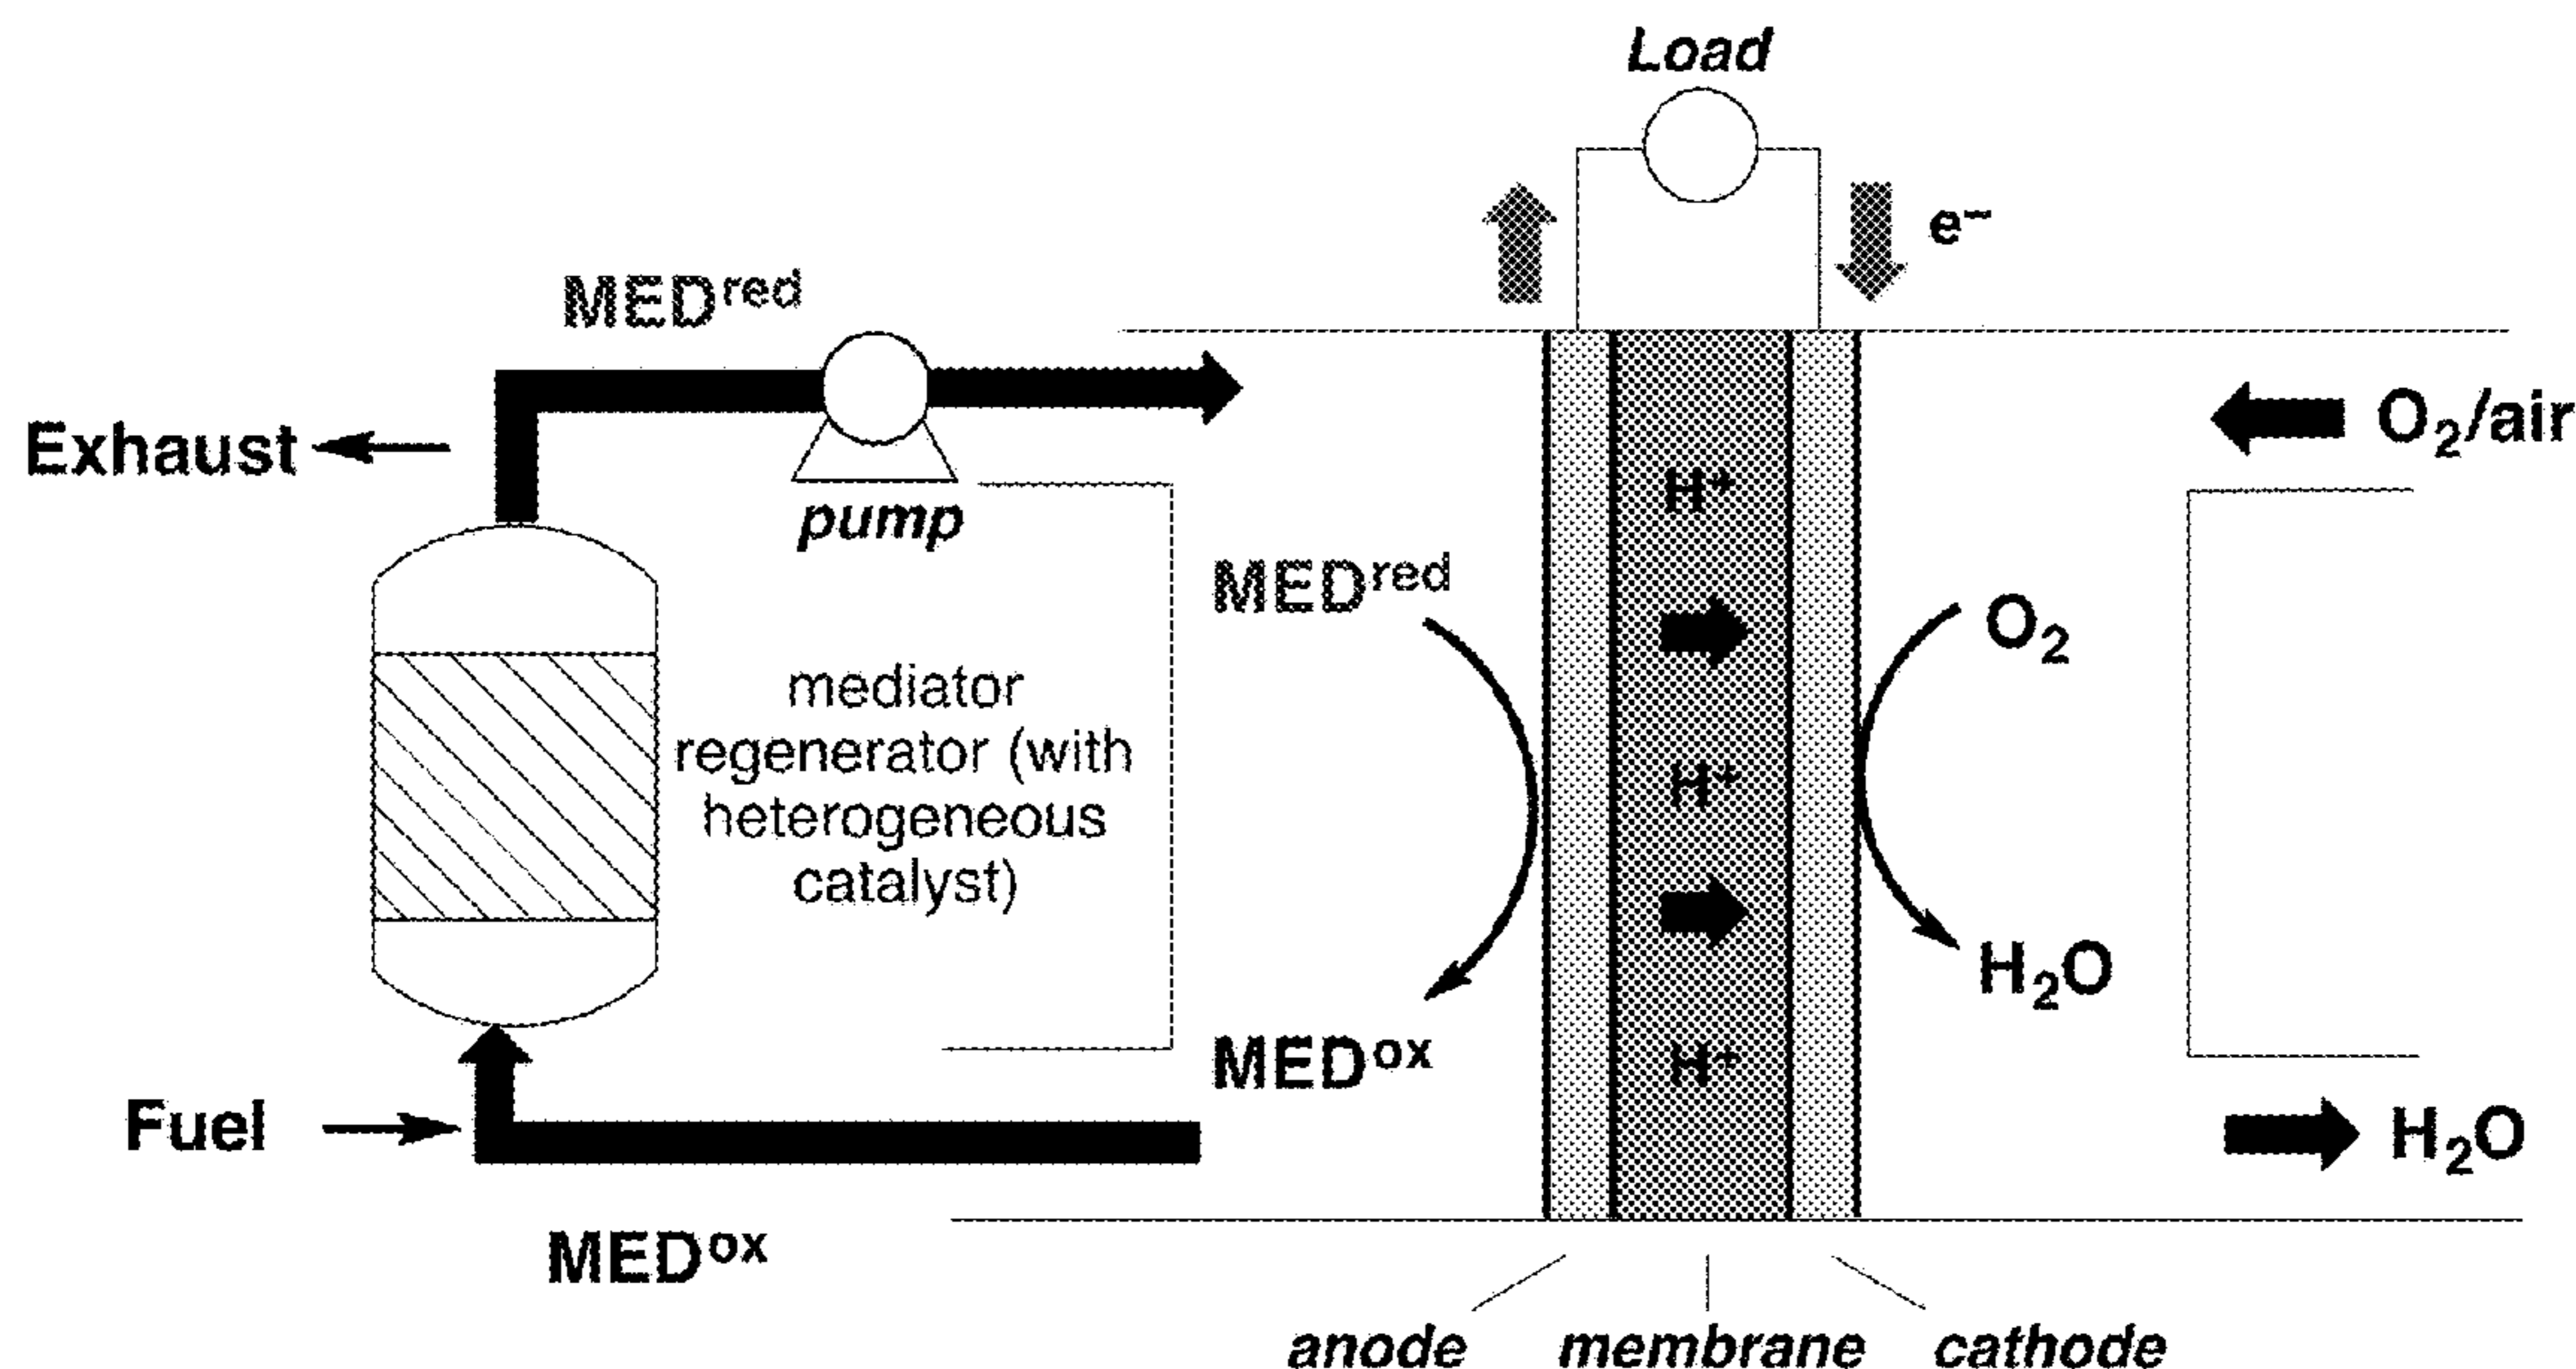 Load
e⁻
MEDʳᵉᵈ
Exhaust
pump
O₂/air
H⁺
MEDʳᵉᵈ
O₂
mediator
regenerator (with
heterogeneous
catalyst)
H⁺
H₂O
MEDᵒˣ
H⁺
Fuel
H₂O
MEDᵒˣ
anode
membrane
cathode